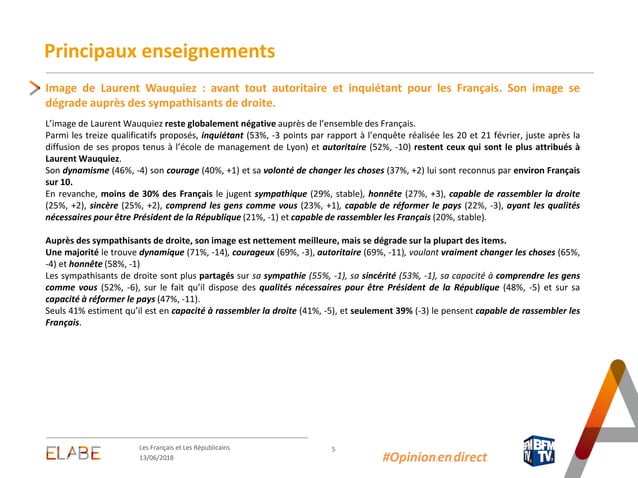 Principaux enseignements
Image de Laurent Wauquiez : avant tout autoritaire et inquiétant pour les Français. Son image se
dégrade auprès des sympathisants de droite.
L’image de Laurent Wauquiez reste globalement négative auprès de l’ensemble des Français.
Parmi les treize qualificatifs proposés, inquiétant (53%, -3 points par rapport à l’enquête réalisée les 20 et 21 février, juste après la
diffusion de ses propos tenus à l’école de management de Lyon) et autoritaire (52%, -10) restent ceux qui sont le plus attribués à
Laurent Wauquiez.
Son dynamisme (46%, -4) son courage (40%, +1) et sa volonté de changer les choses (37%, +2) lui sont reconnus par environ Français
sur 10.
En revanche, moins de 30% des Français le jugent sympathique (29%, stable), honnête (27%, +3), capable de rassembler la droite
(25%, +2), sincère (25%, +2), comprend les gens comme vous (23%, +1), capable de réformer le pays (22%, -3), ayant les qualités
nécessaires pour être Président de la République (21%, -1) et capable de rassembler les Français (20%, stable).
Auprès des sympathisants de droite, son image est nettement meilleure, mais se dégrade sur la plupart des items.
Une majorité le trouve dynamique (71%, -14), courageux (69%, -3), autoritaire (69%, -11), voulant vraiment changer les choses (65%,
-4) et honnête (58%, -1)
Les sympathisants de droite sont plus partagés sur sa sympathie (55%, -1), sa sincérité (53%, -1), sa capacité à comprendre les gens
comme vous (52%, -6), sur le fait qu’il dispose des qualités nécessaires pour être Président de la République (48%, -5) et sur sa
capacité à réformer le pays (47%, -11).
Seuls 41% estiment qu’il est en capacité à rassembler la droite (41%, -5), et seulement 39% (-3) le pensent capable de rassembler les
Français.
ELABE
Les Français et Les Républicains
13/06/2018
5
#Opinionendirect
BFM
TV.